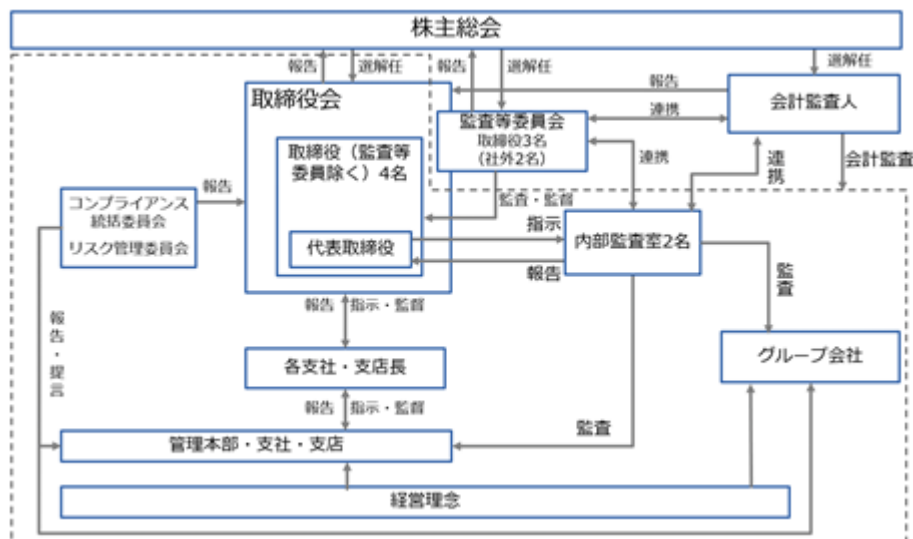 株主総会
報告
選解任
報告
選解任
選解任
取締役会
報告
会計監査人
監査等委員会
取締役3名
（社外2名）
連携
取締役（監査等
委員除く）4名
連携
連携
会計監査
コンプライアンス
統括委員会
リスク管理委員会
報告
監査・監督
代表取締役
指示
報告
内部監査室2名
監査
報告・提言
報告
指示・監督
各支社・支店長
グループ会社
報告
指示・監督
監査
管理本部・支社・支店
経営理念